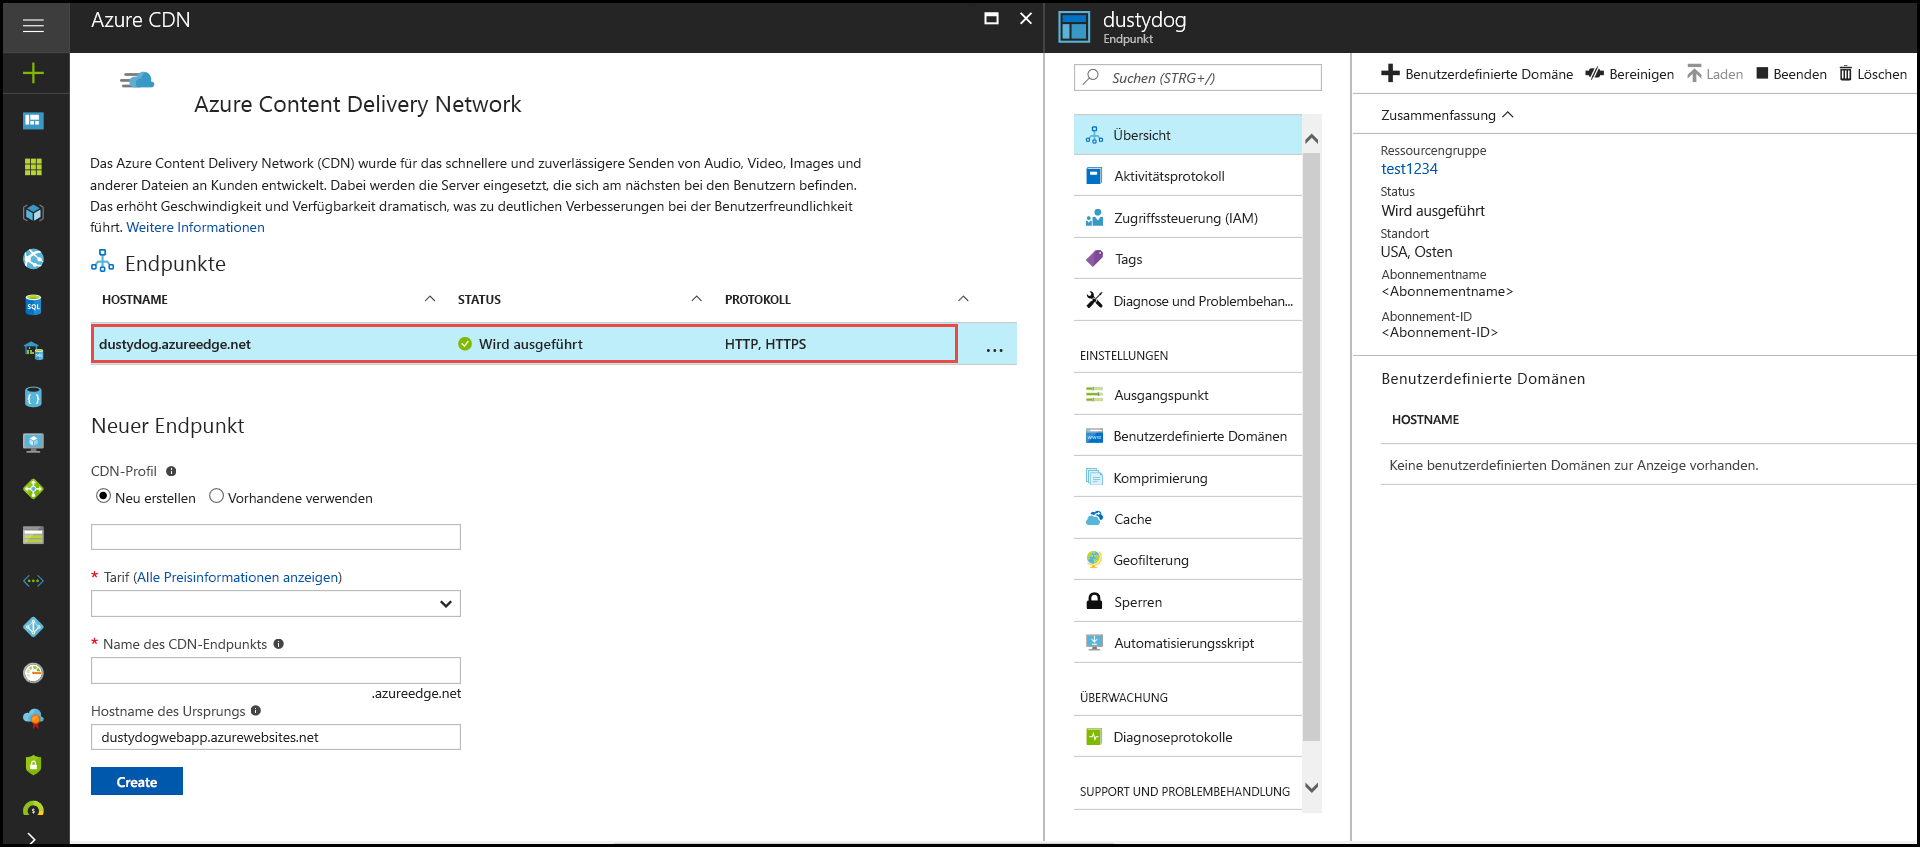 Azure CDN
Azure Content Delivery Network
Das Azure Content Delivery Network (CDN) wurde für das schnellere und zuverlässigere Senden von Audio, Video, Images und
anderer Dateien an Kunden entwickelt. Dabei werden die Server eingesetzt, die sich am nächsten bei den Benutzern befinden.
Das erhöht Geschwindigkeit und Verfügbarkeit dramatisch, was zu deutlichen Verbesserungen bei der Benutzerfreundlichkeit
führt. Weitere Informationen
Endpunkte
HOSTNAME STATUS PROTOKOLL
dustydog.azureedge.net Wird ausgeführt HTTP, HTTPS ...
Neuer Endpunkt
CDN-Profil
Neu erstellen Vorhandene verwenden
* Tarif (Alle Preisinformationen anzeigen)
* Name des CDN-Endpunkts
.azureedge.net
Hostname des Ursprungs
dustydogwebapp.azurewebsites.net
Create
SQL
dustydog
Endpunkt
Suchen (STRG+/)
Übersicht
Aktivitätsprotokoll
Zugriffssteuerung (IAM)
Tags
Diagnose und Problembehan...
EINSTELLUNGEN
Ausgangspunkt
www
Benutzerdefinierte Domänen
Komprimierung
Cache
Geofilterung
Sperren
Automatisierungsskript
ÜBERWACHUNG
Diagnoseprotokolle
SUPPORT UND PROBLEMBEHANDLUNG
Benutzerdefinierte Domäne Bereinigen Laden Beenden Löschen
Zusammenfassung
Ressourcengruppe
test1234
Status
Wird ausgeführt
Standort
USA, Osten
Abonnementname
<Abonnementname>
Abonnement-ID
<Abonnement-ID>
Benutzerdefinierte Domänen
HOSTNAME
Keine benutzerdefinierten Domänen zur Anzeige vorhanden.